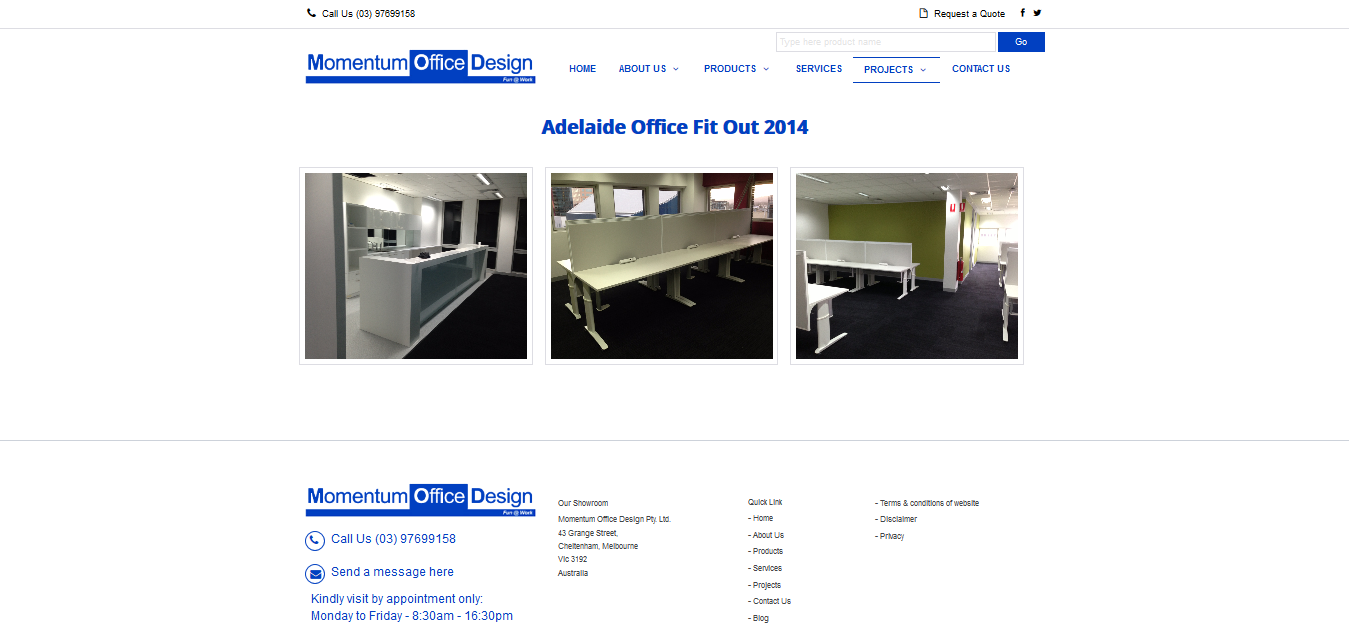 Call Us (03) 97699158
Request a Quote
Type here product name
Go
Momentum Office Design
Fun @ Work
HOME
ABOUT US
PRODUCTS
SERVICES
PROJECTS
CONTACT US
Adelaide Office Fit Out 2014
Momentum Office Design
Fun @ Work
Call Us (03) 97699158
Send a message here
Kindly visit by appointment only:
Monday to Friday - 8:30am - 16:30pm
Our Showroom
Momentum Office Design Pty. Ltd.
43 Grange Street,
Cheltenham, Melbourne
Vic 3192
Australia
Quick Link
- Home
- About Us
- Products
- Services
- Projects
- Contact Us
- Blog
- Terms & conditions of website
- Disclaimer
- Privacy